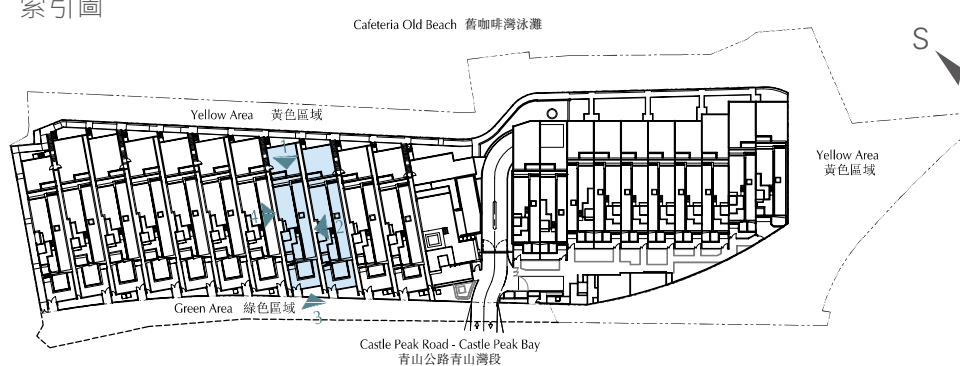 索引圖
Cafeteria Old Beach 舊咖啡灣泳灘
S
Yellow Area 黃色區域
1
Yellow Area
黃色區域
4
2
Green Area 綠色區域
3
Castle Peak Road - Castle Peak Bay
青山公路青山灣段